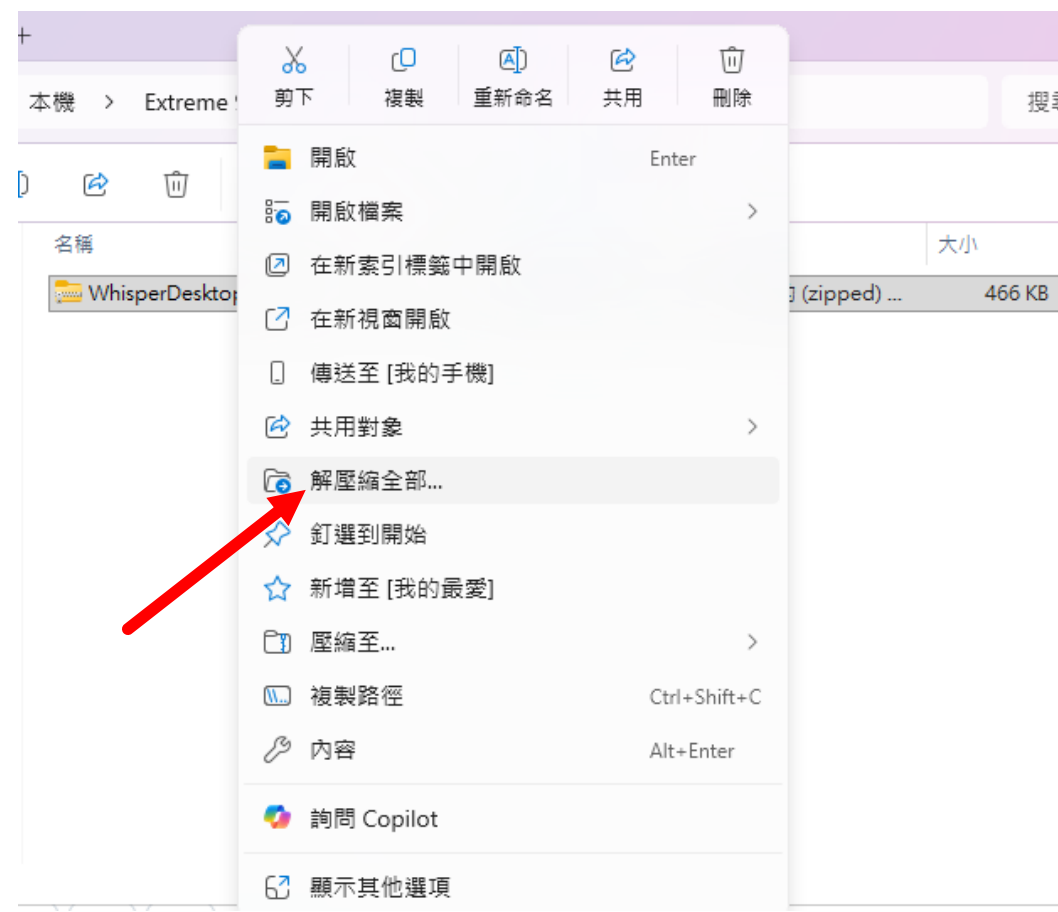 剪下 複製 重新命名 共用 刪除
本機 > Extreme
開啟 Enter
開啟檔案
名稱 大小
在新索引標籤中開啟
WhisperDesktop (zipped) ... 466 KB
在新視窗開啟
傳送至 [我的手機]
共用對象
解壓縮全部...
釘選到開始
新增至 [我的最愛]
壓縮至...
複製路徑 Ctrl+Shift+C
內容 Alt+Enter
詢問 Copilot
顯示其他選項